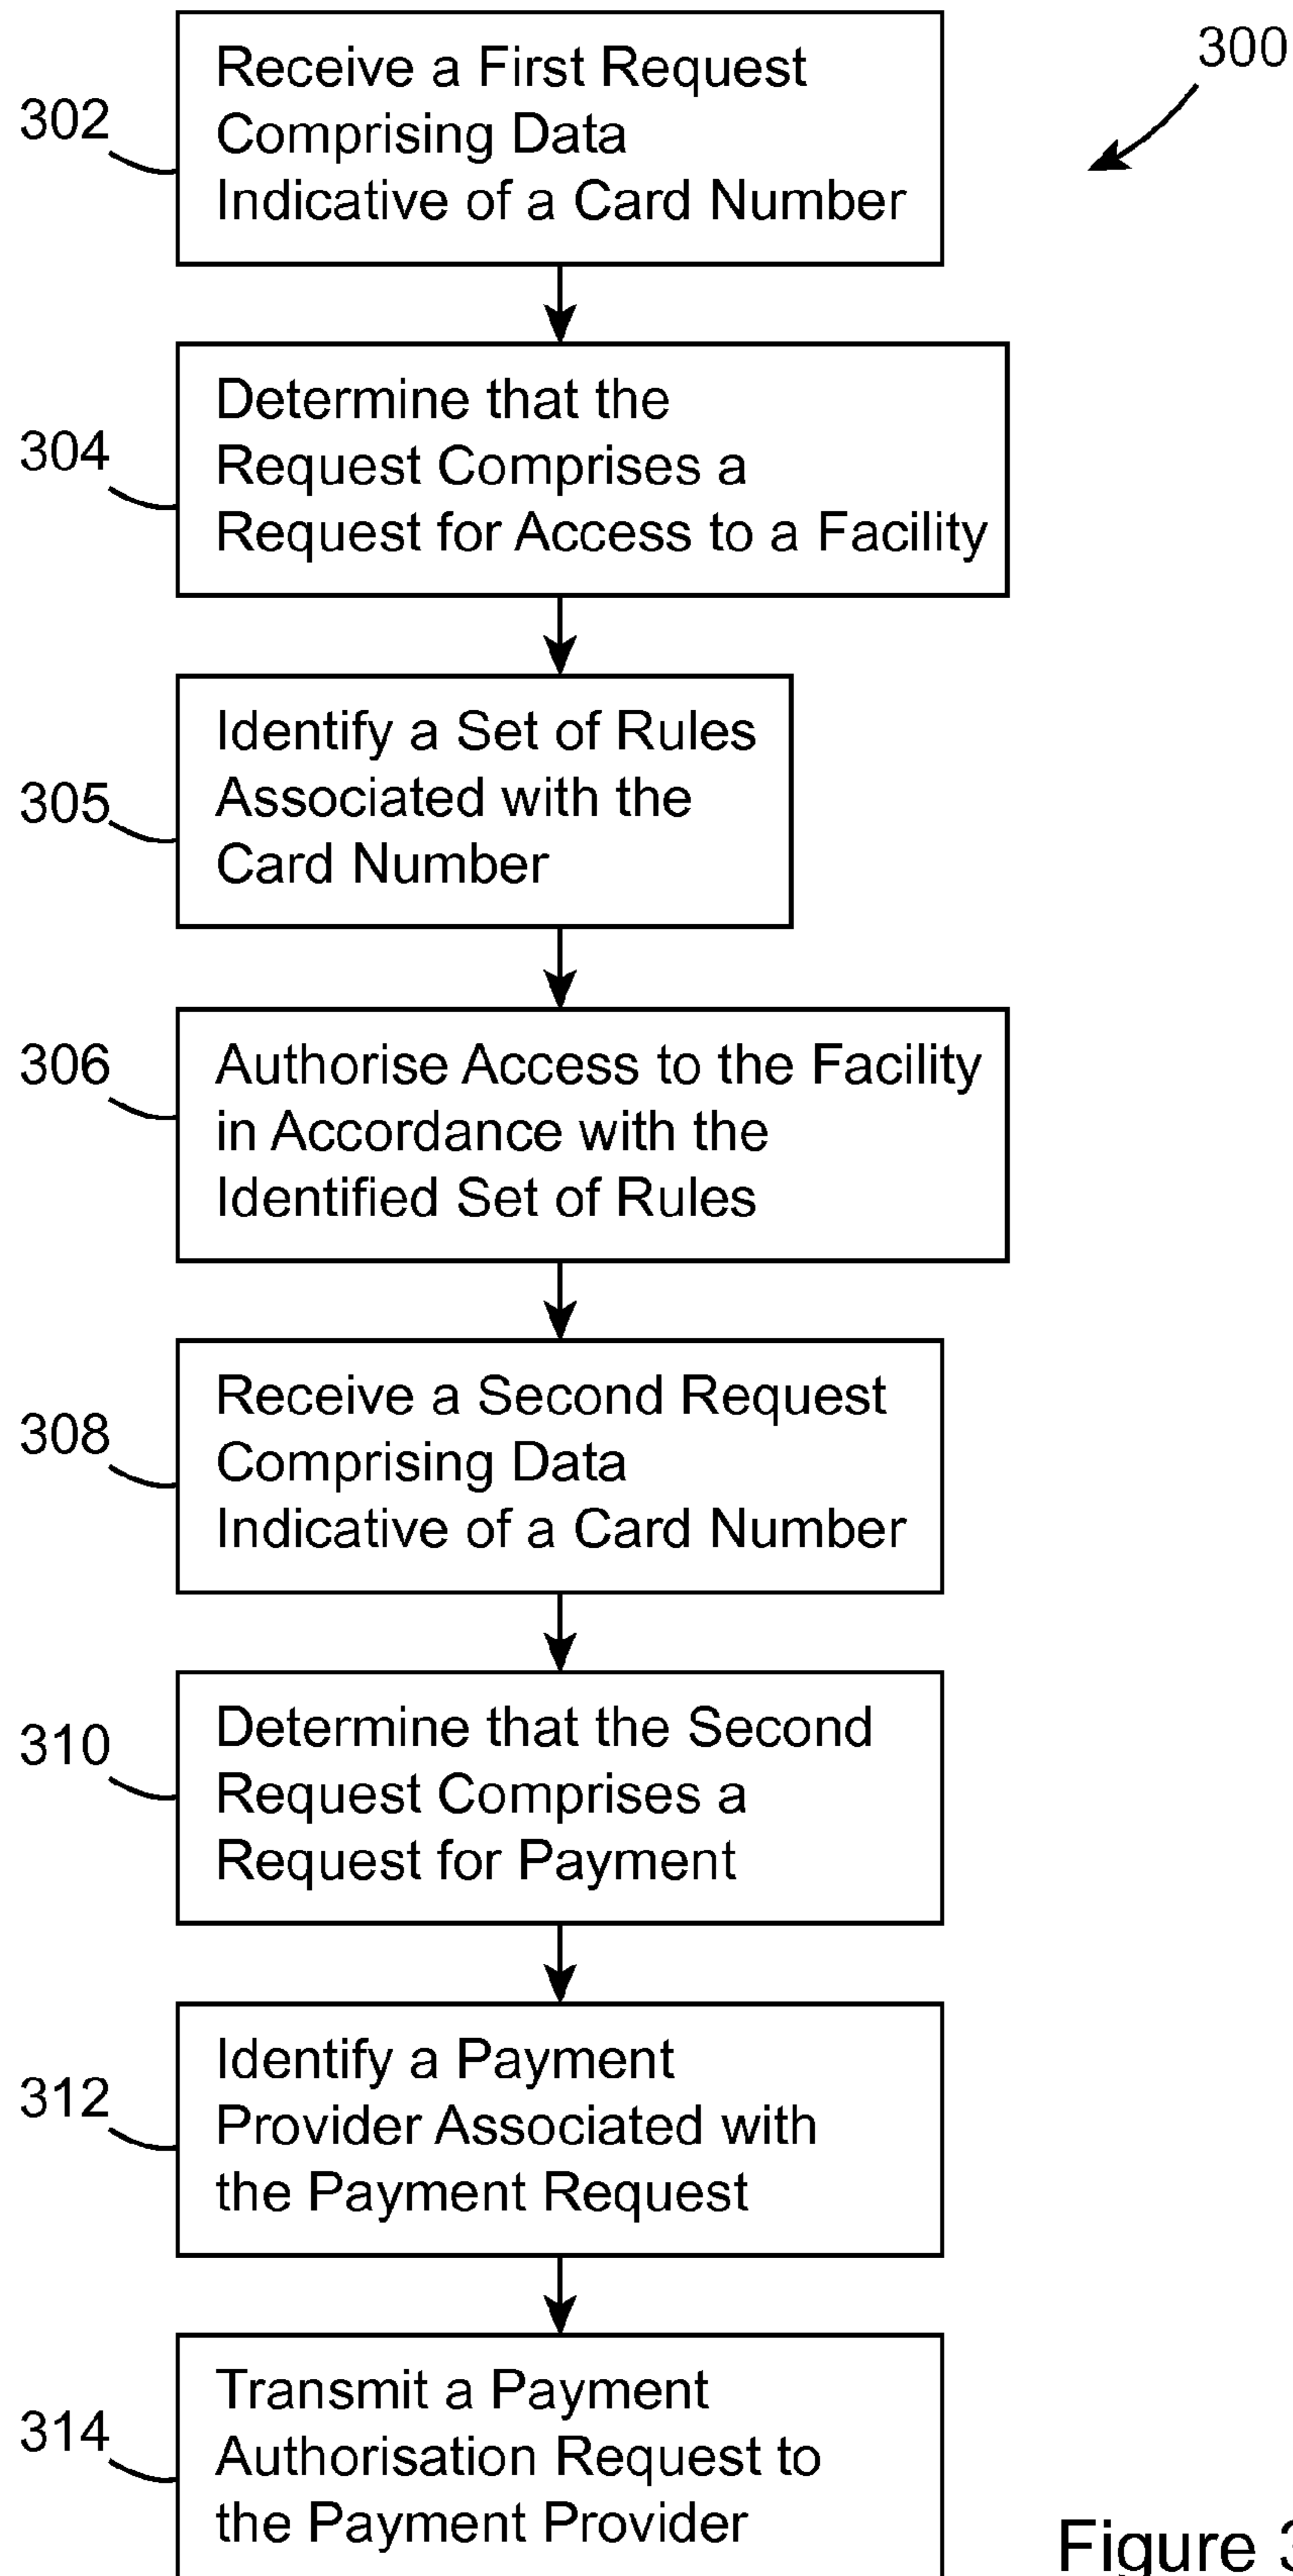 300
302
Receive a First Request
Comprising Data
Indicative of a Card Number
304
Determine that the
Request Comprises a
Request for Access to a Facility
305
Identify a Set of Rules
Associated with the
Card Number
306
Authorise Access to the Facility
in Accordance with the
Identified Set of Rules
308
Receive a Second Request
Comprising Data
Indicative of a Card Number
310
Determine that the Second
Request Comprises a
Request for Payment
312
Identify a Payment
Provider Associated with
the Payment Request
314
Transmit a Payment
Authorisation Request to
the Payment Provider
Figure 3